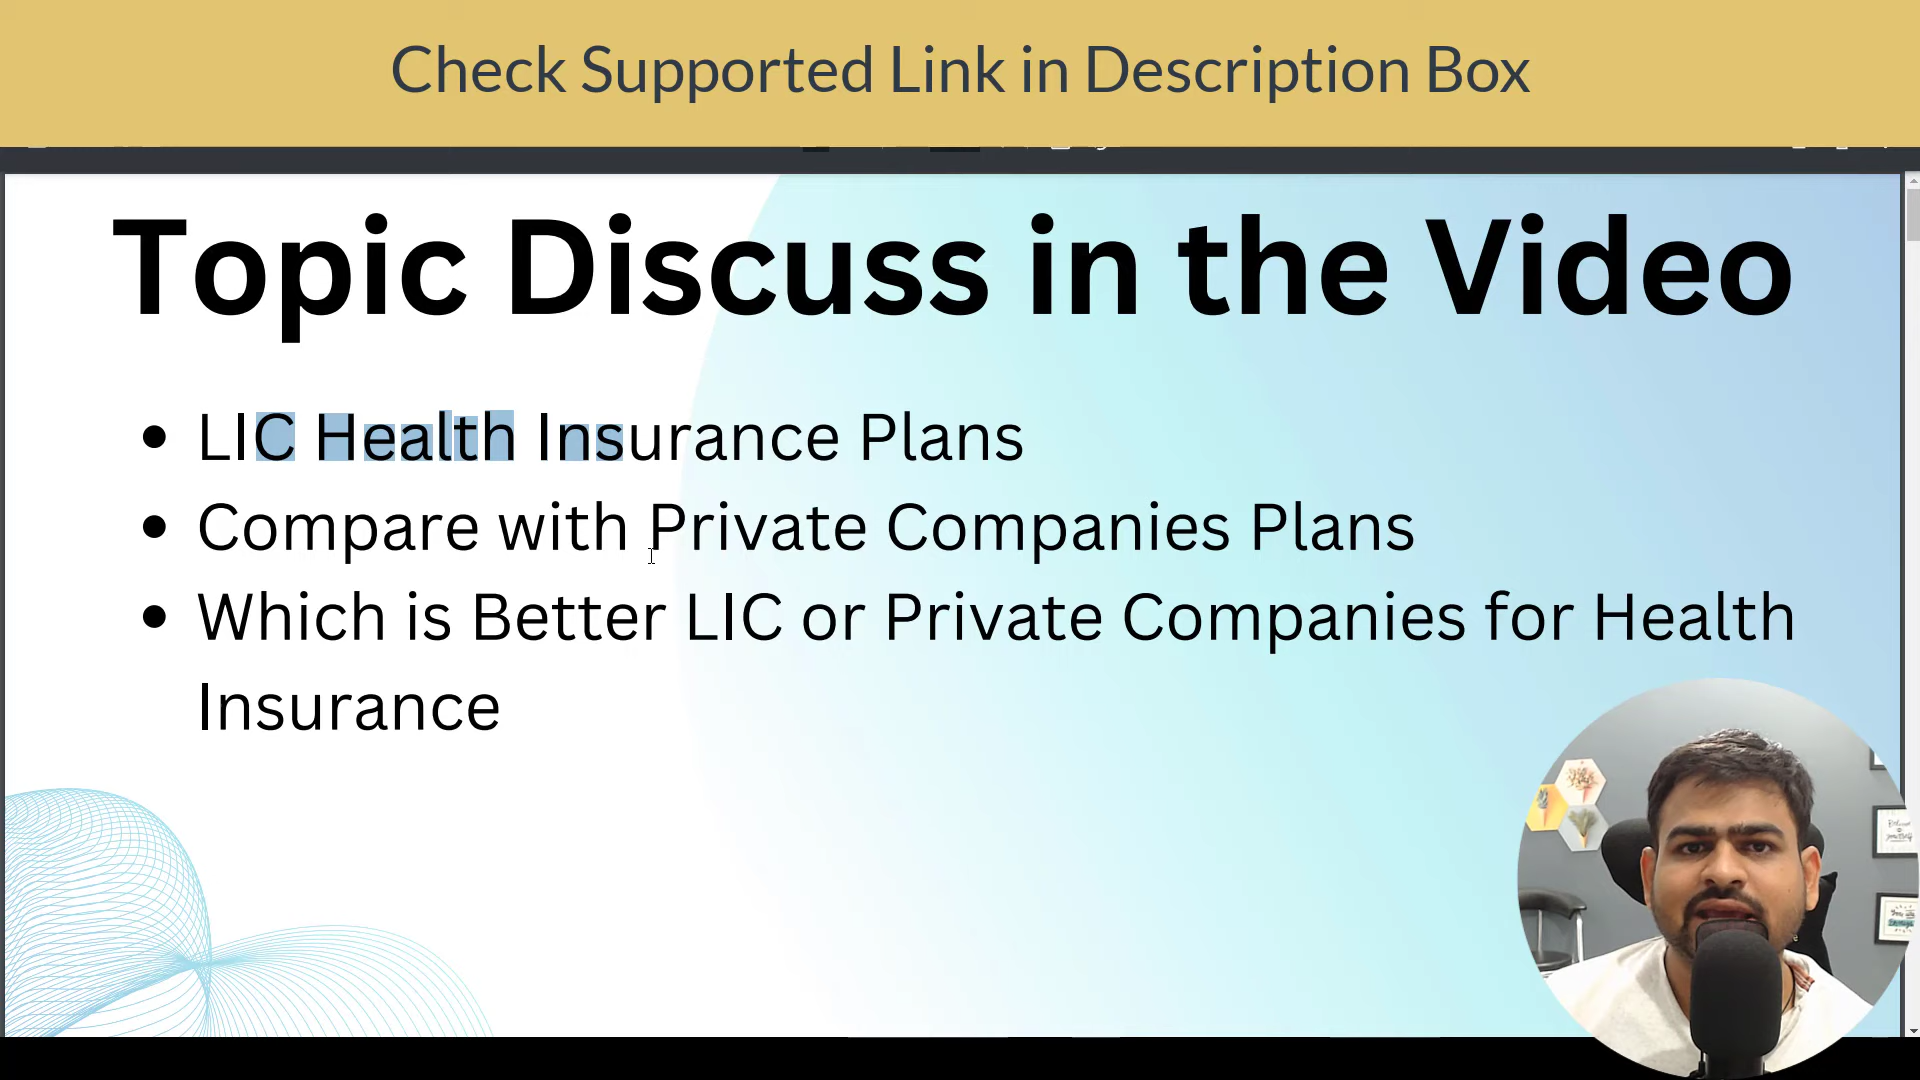 Check Supported Link in Description Box
Topic Discuss in the Video
LIC Health Insurance Plans
Compare with Private Companies Plans
Which is Better LIC or Private Companies for Health
Insurance